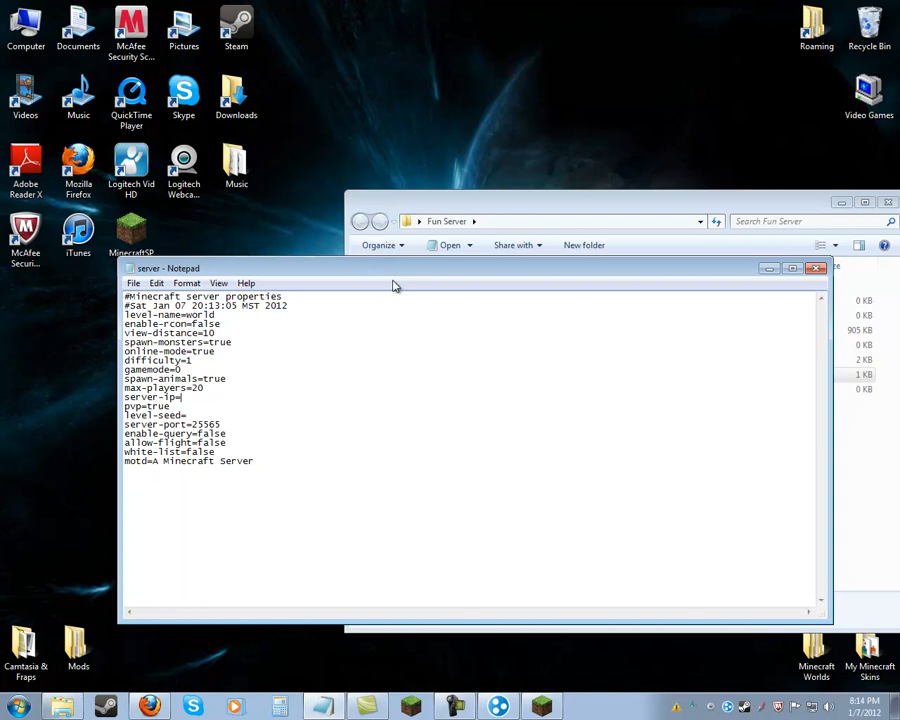 Computer
Documents
McAfee
Security Sc...
Pictures
Steam
Roaming
Recycle Bin
Videos
Music
QuickTime
Player
Skype
Downloads
Video Games
Adobe
Reader X
Mozilla
Firefox
Logitech Vid
HD
Logitech
Webca...
Music
McAfee
Securi...
iTunes
MinecraftSP
Fun Server
Search Fun Server
Organize
Open
Share with
New folder
server - Notepad
File Edit Format View Help
#Minecraft server properties
#Sat Jan 07 20:13:05 MST 2012
level-name=world
enable-rcon=false
view-distance=10
spawn-monsters=true
online-mode=true
difficulty=1
gamemode=0
spawn-animals=true
max-players=20
server-ip=
pvp=true
level-seed=
server-port=25565
enable-query=false
allow-flight=false
white-list=false
motd=A Minecraft Server
0 KB
0 KB
905 KB
0 KB
2 KB
1 KB
0 KB
Camtasia &
Fraps
Mods
Minecraft
Worlds
My Minecraft
Skins
8:14 PM
1/7/2012